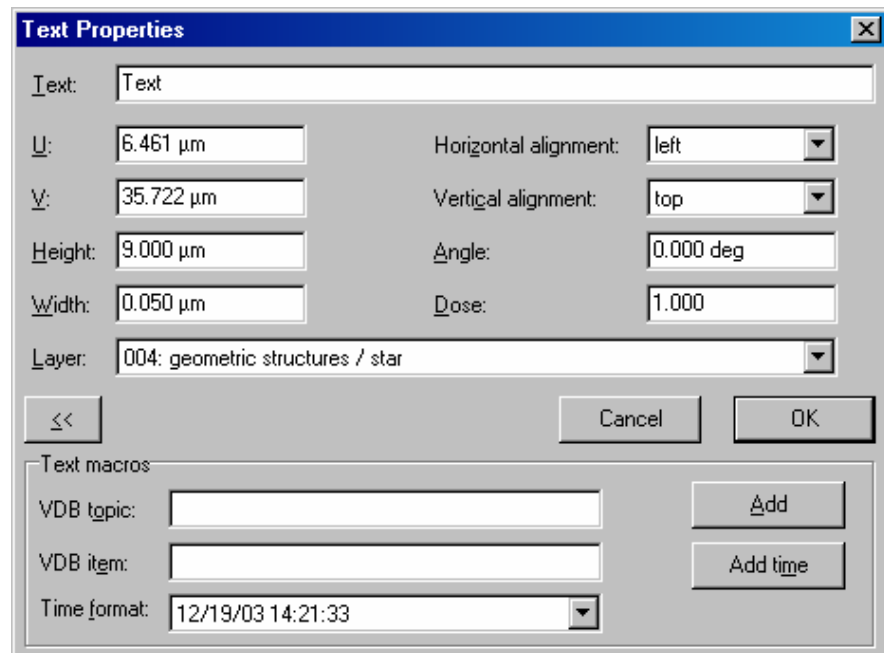 Text Properties
Text: Text
U: 6.461 µm Horizontal alignment: left
V: 35.722 µm Vertical alignment: top
Height: 9.000 µm Angle: 0.000 deg
Width: 0.050 µm Dose: 1.000
Layer: 004: geometric structures / star
<< Cancel OK
Text macros
VDB topic: Add
VDB item: Add time
Time format: 12/19/03 14:21:33